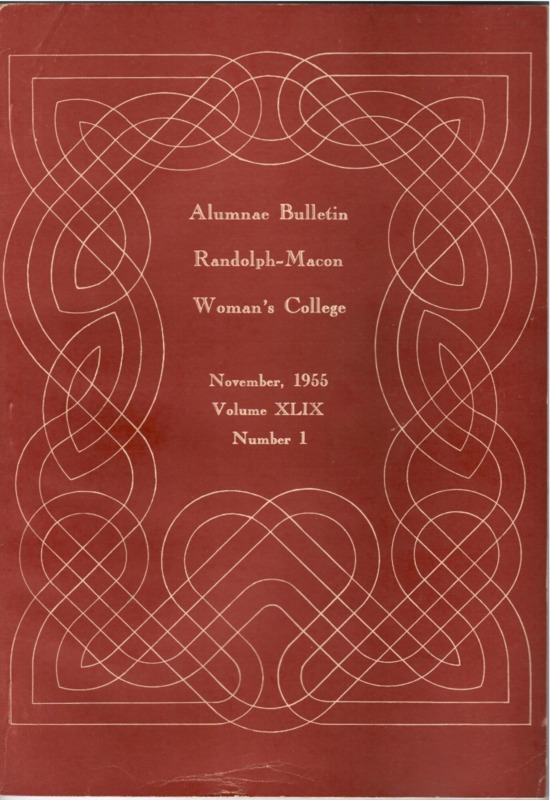 Alumnae Bulletin
Randolph-Macon
Woman's College
November, 1955
Volume XLIX
Number 1